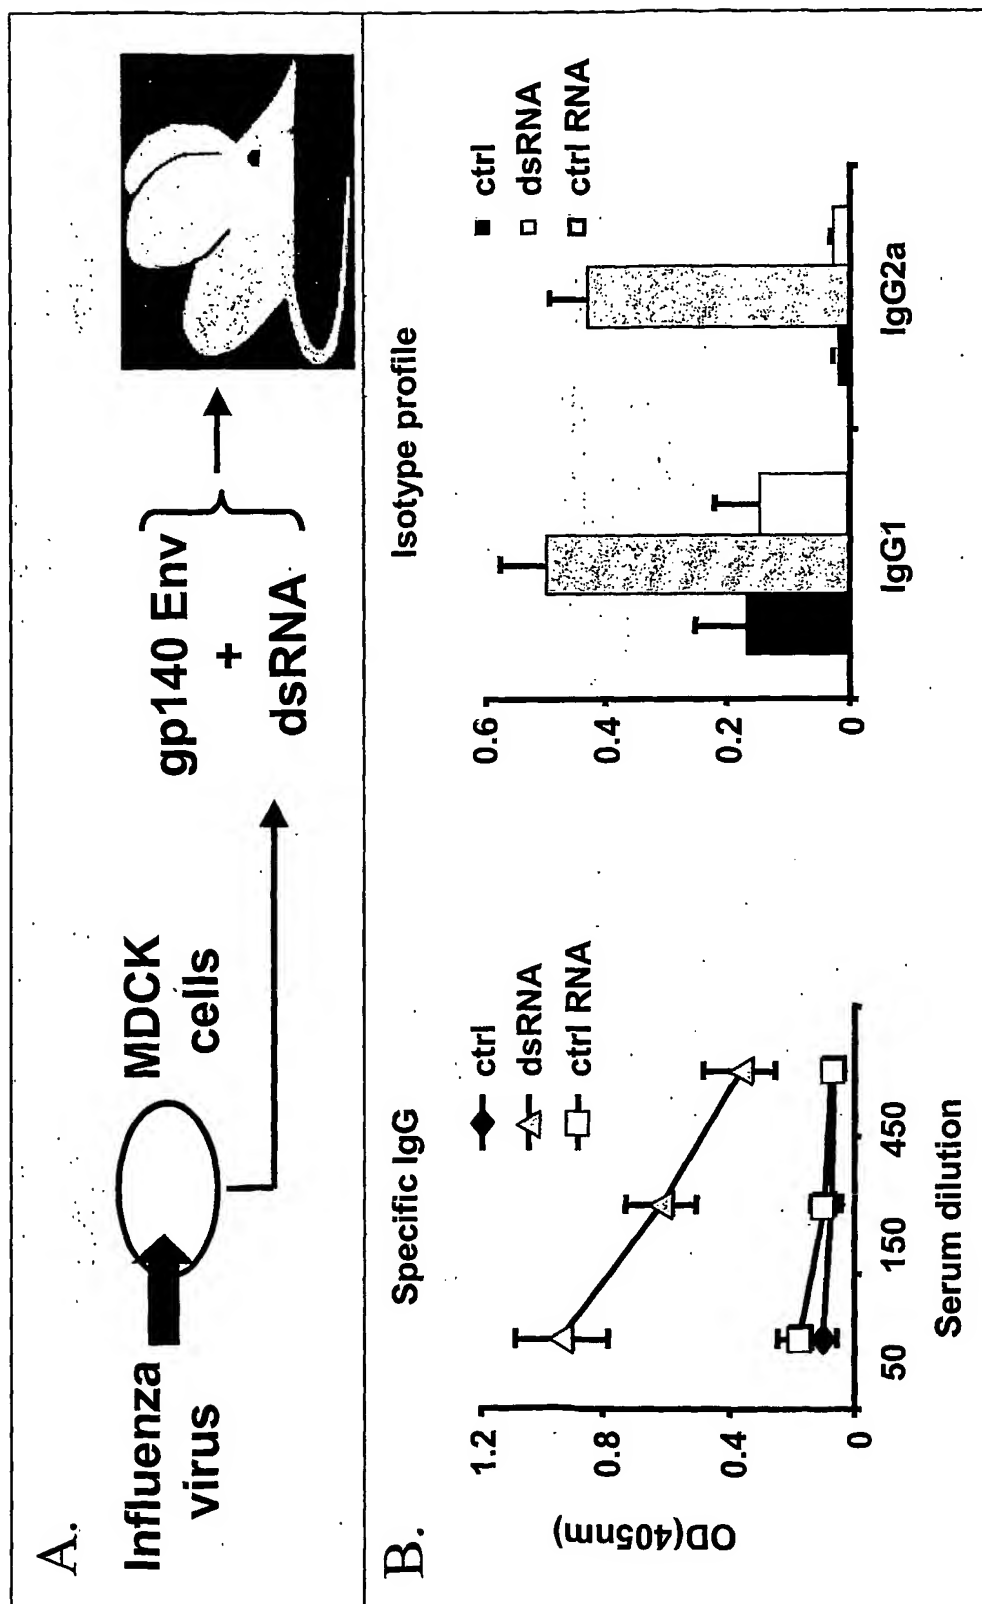 A.
Influenza
virus
MDCK
cells
gp140 Env
+
dsRNA
B.
Specific IgG
ctrl
dsRNA
ctrl RNA
OD(405nm)
1.2
0.8
0.4
0
50
150
450
Serum dilution
Isotype profile
ctrl
dsRNA
ctrl RNA
0.6
0.4
0.2
0
IgG1
IgG2a